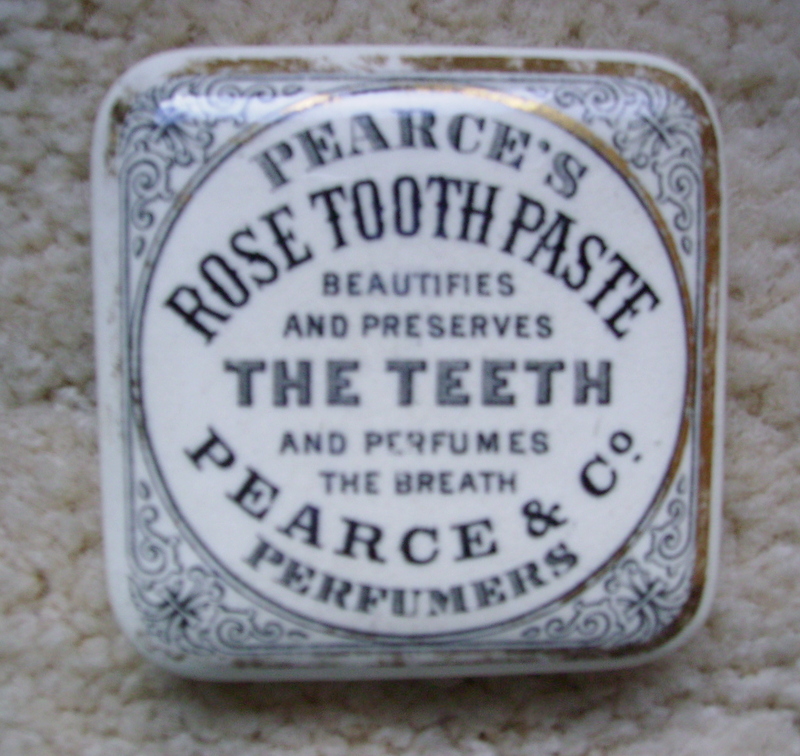 PEARCE'S
ROSE TOOTH PASTE
BEAUTIFIES
AND PRESERVES
THE TEETH
AND PERFUMES
THE BREATH
PEARCE & Co.
PERFUMERS